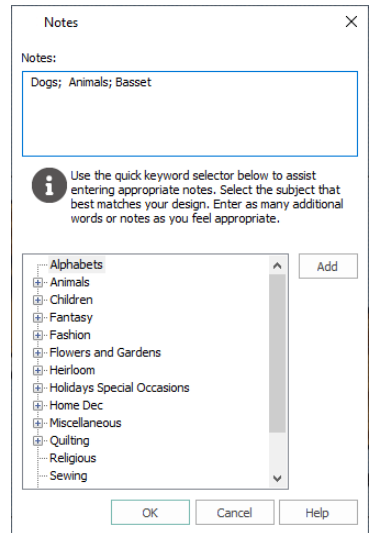 Notes
Notes:
Dogs;  Animals; Basset
Use the quick keyword selector below to assist
entering appropriate notes. Select the subject that
best matches your design. Enter as many additional
words or notes as you feel appropriate.
Alphabets
Add
Animals
Children
Fantasy
Fashion
Flowers and Gardens
Heirloom
Holidays Special Occasions
Home Dec
Miscellaneous
Quilting
Religious
Sewing
OK
Cancel
Help